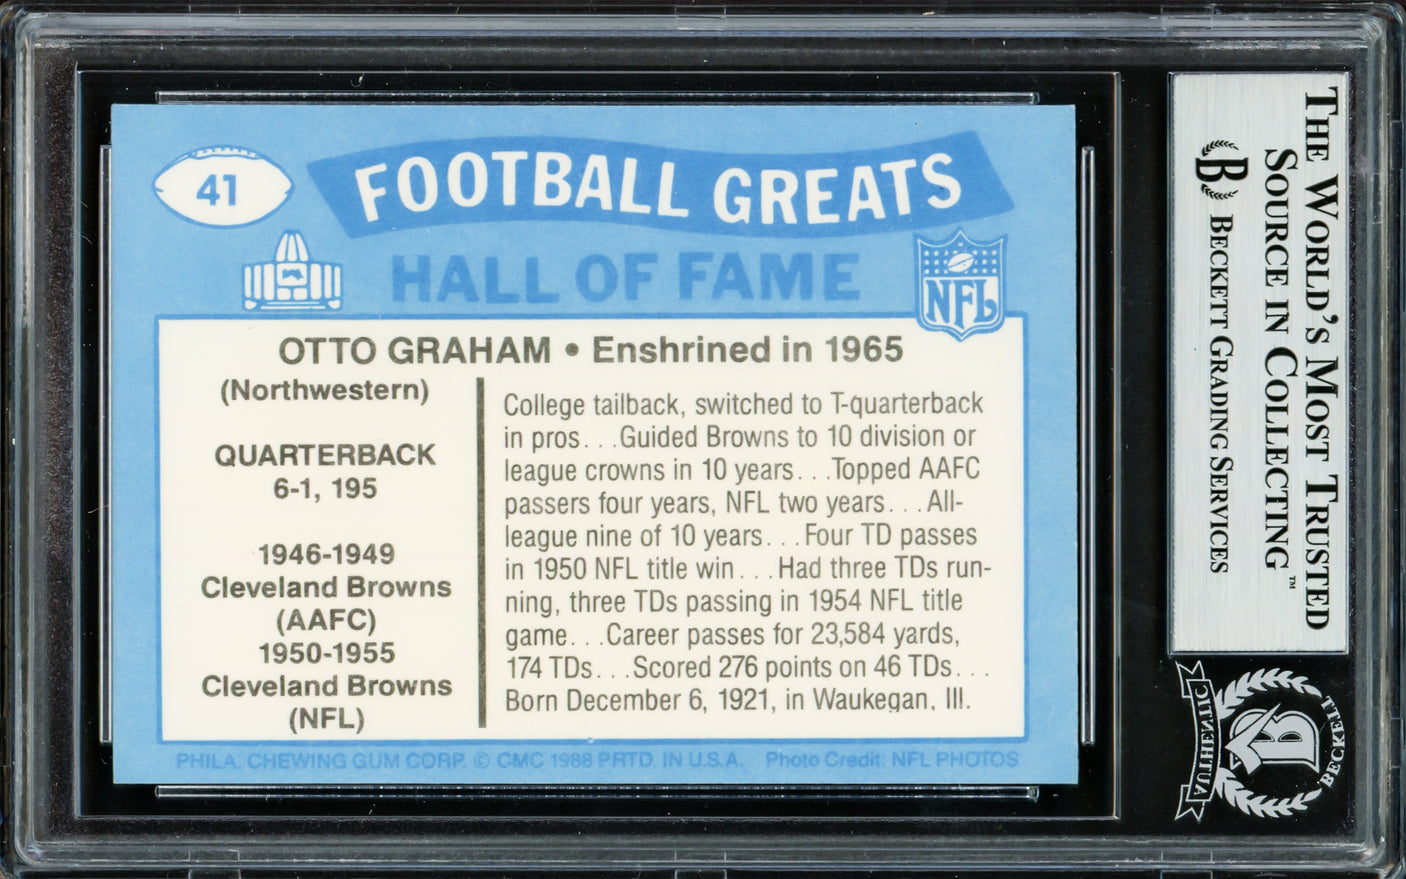 41
FOOTBALL GREATS
HALL OF FAME
NFL
OTTO GRAHAM • Enshrined in 1965
(Northwestern)
QUARTERBACK
6-1, 195
1946-1949
Cleveland Browns
(AAFC)
1950-1955
Cleveland Browns
(NFL)
College tailback, switched to T-quarterback
in pros. . .Guided Browns to 10 division or
league crowns in 10 years. . .Topped AAFC
passers four years, NFL two years. . .All-
league nine of 10 years. . .Four TD passes
in 1950 NFL title win. . .Had three TDs run-
ning, three TDs passing in 1954 NFL title
game. . .Career passes for 23,584 yards,
174 TDs. . .Scored 276 points on 46 TDs. . .
Born December 6, 1921, in Waukegan, Ill.
PHILA. CHEWING GUM CORP. © CMC 1988 PRTD. IN U.S.A. Photo Credit: NFL PHOTOS
THE WORLD'S MOST TRUSTED
SOURCE IN COLLECTING™
B BECKETT GRADING SERVICES
AUTHENTIC
B
BECKETT